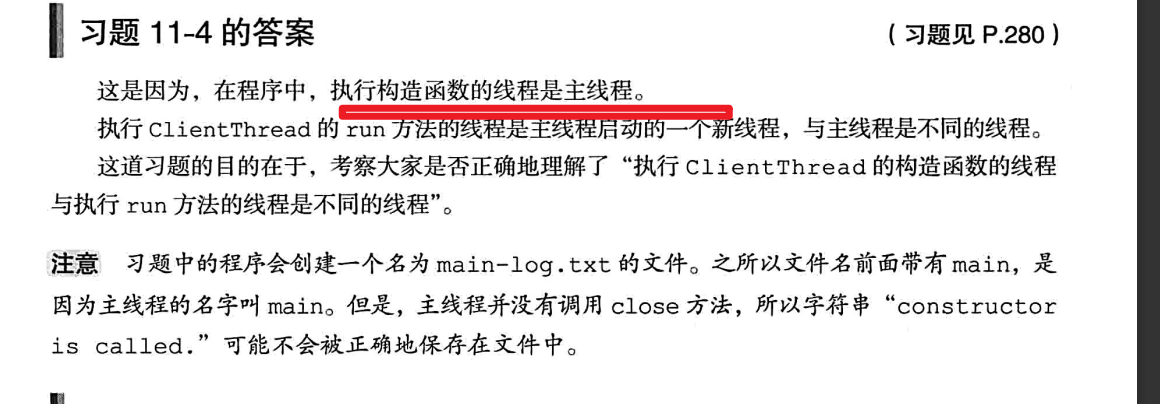 习题 11-4 的答案
（习题见 P.280）
这是因为，在程序中，执行构造函数的线程是主线程。
执行 ClientThread 的 run 方法的线程是主线程启动的一个新线程，与主线程是不同的线程。
这道习题的目的在于，考察大家是否正确地理解了“执行 ClientThread 的构造函数的线程
与执行 run 方法的线程是不同的线程”。
注意 习题中的程序会创建一个名为 main-log.txt 的文件。之所以文件名前面带有 main，是
因为主线程的名字叫 main。但是，主线程并没有调用 close 方法，所以字符串“constructor
is called.”可能不会被正确地保存在文件中。